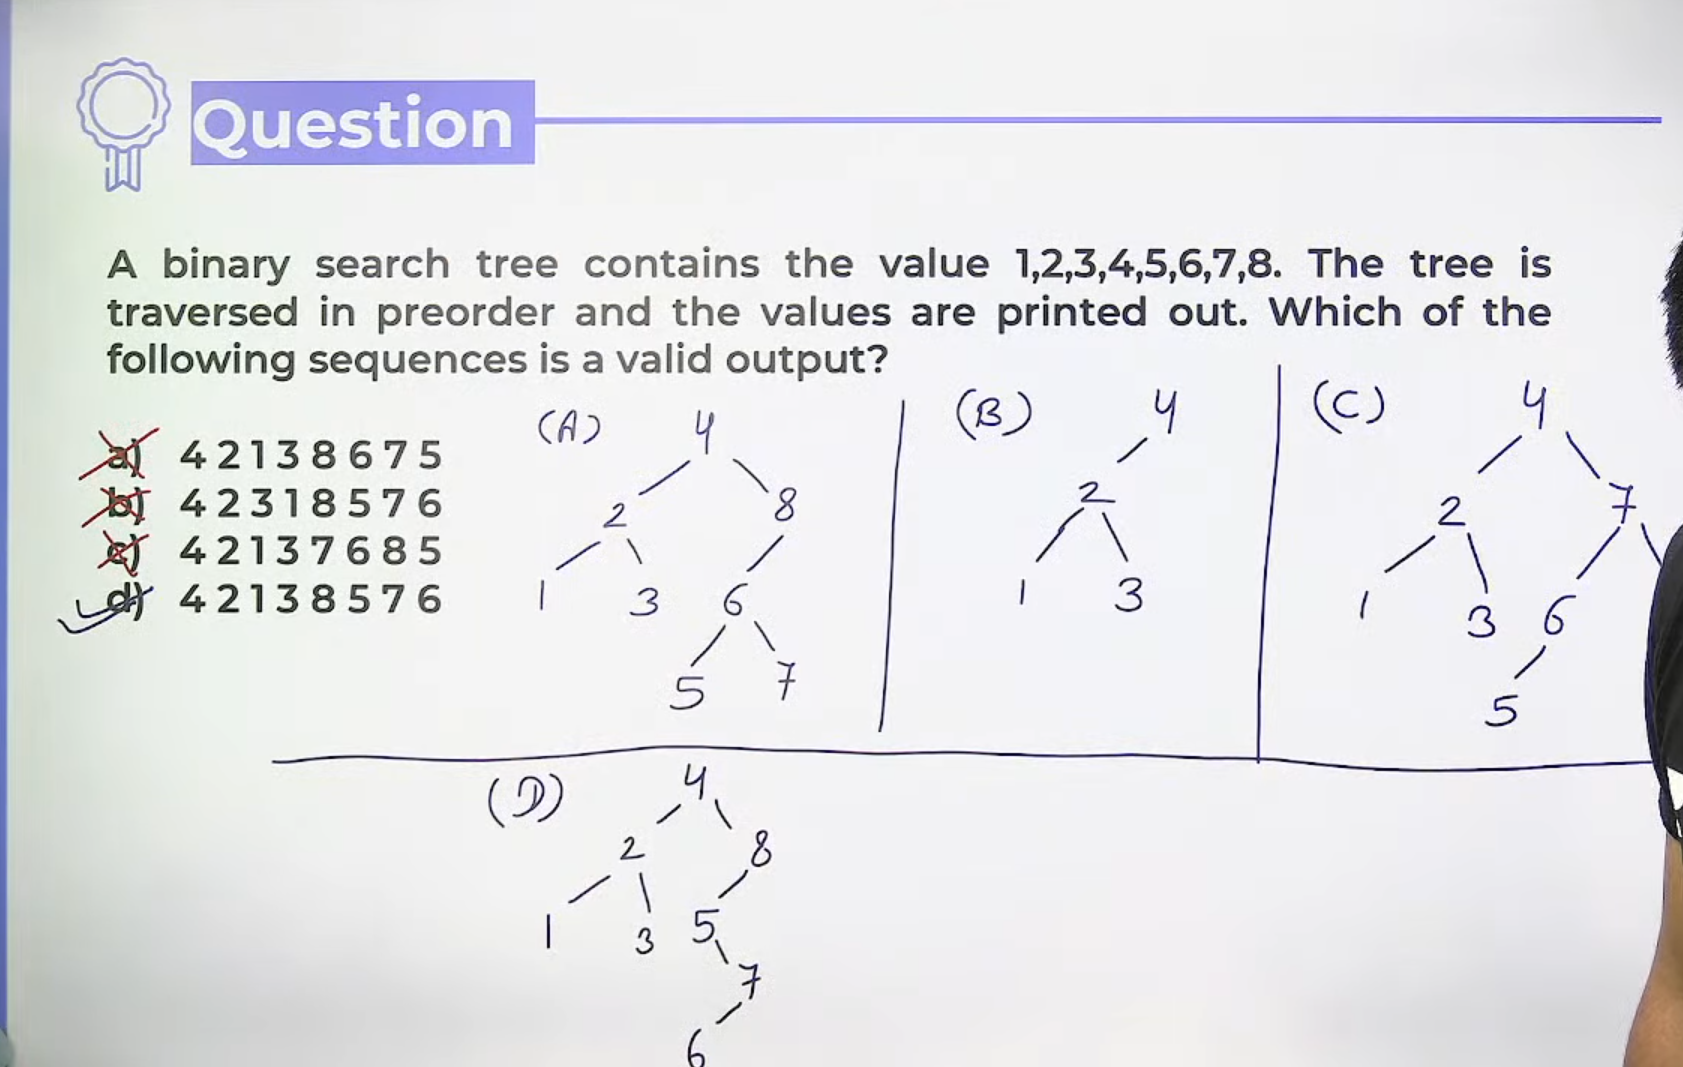 Question
A binary search tree contains the value 1,2,3,4,5,6,7,8. The tree is
traversed in preorder and the values are printed out. Which of the
following sequences is a valid output?
a) 4 2 1 3 8 6 7 5
b) 4 2 3 1 8 5 7 6
c) 4 2 1 3 7 6 8 5
d) 4 2 1 3 8 5 7 6
(A)
4
2 8
1 3 6
5 7
(B)
4
2
1 3
(C)
4
2 7
1 3 6
5
(D)
4
2 8
1 3 5
7
6